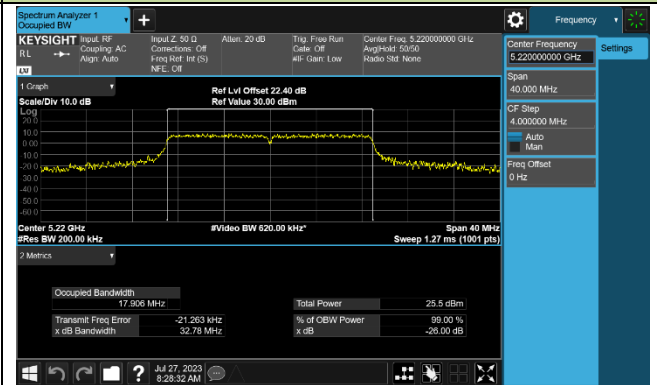 Spectrum Analyzer 1
Occupied BW
Frequency
KEYSIGHT
RL
LXI
Input: RF
Coupling: AC
Align: Auto
Input Z: 50 Ω
Corrections: Off
Freq Ref: Int (S)
NFE: Off
Atten: 20 dB
Trig: Free Run
Gate: Off
#IF Gain: Low
Center Freq: 5.220000000 GHz
Avg|Hold: 50/50
Radio Std: None
Center Frequency
5.220000000 GHz
Settings
Span
40.000 MHz
CF Step
4.000000 MHz
Auto
Man
Freq Offset
0 Hz
1 Graph
Scale/Div 10.0 dB
Ref Lvl Offset 22.40 dB
Ref Value 30.00 dBm
Log
20.0
10.0
0.00
-10.0
-20.0
-30.0
-40.0
-50.0
-60.0
Center 5.22 GHz
#Res BW 200.00 kHz
#Video BW 620.00 kHz*
Span 40 MHz
Sweep 1.27 ms (1001 pts)
2 Metrics
Occupied Bandwidth
17.906 MHz
Total Power 25.5 dBm
Transmit Freq Error -21.263 kHz
% of OBW Power 99.00 %
x dB Bandwidth 32.78 MHz
x dB -26.00 dB
?
Jul 27, 2023
8:28:32 AM